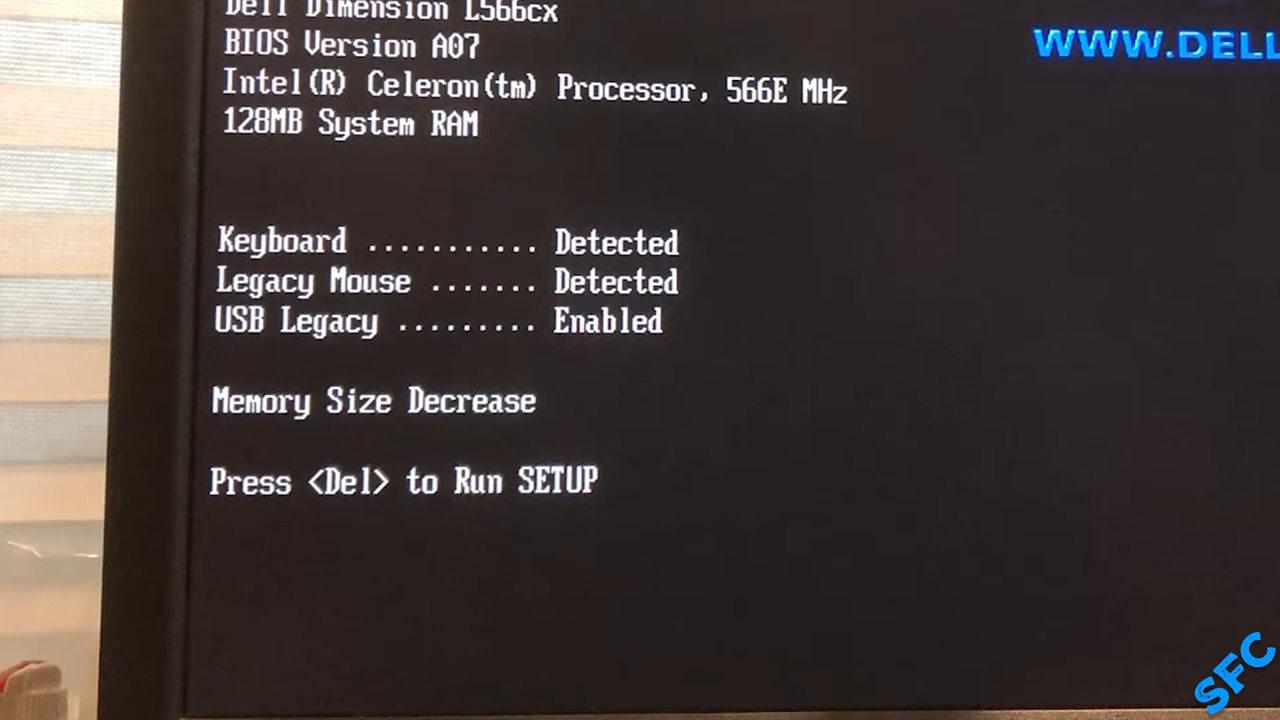 Dell Dimension L566cx
WWW.DELL
BIOS Version A07
Intel(R) Celeron(tm) Processor, 566E MHz
128MB System RAM
Keyboard ........... Detected
Legacy Mouse ....... Detected
USB Legacy ......... Enabled
Memory Size Decrease
Press <Del> to Run SETUP
SFC